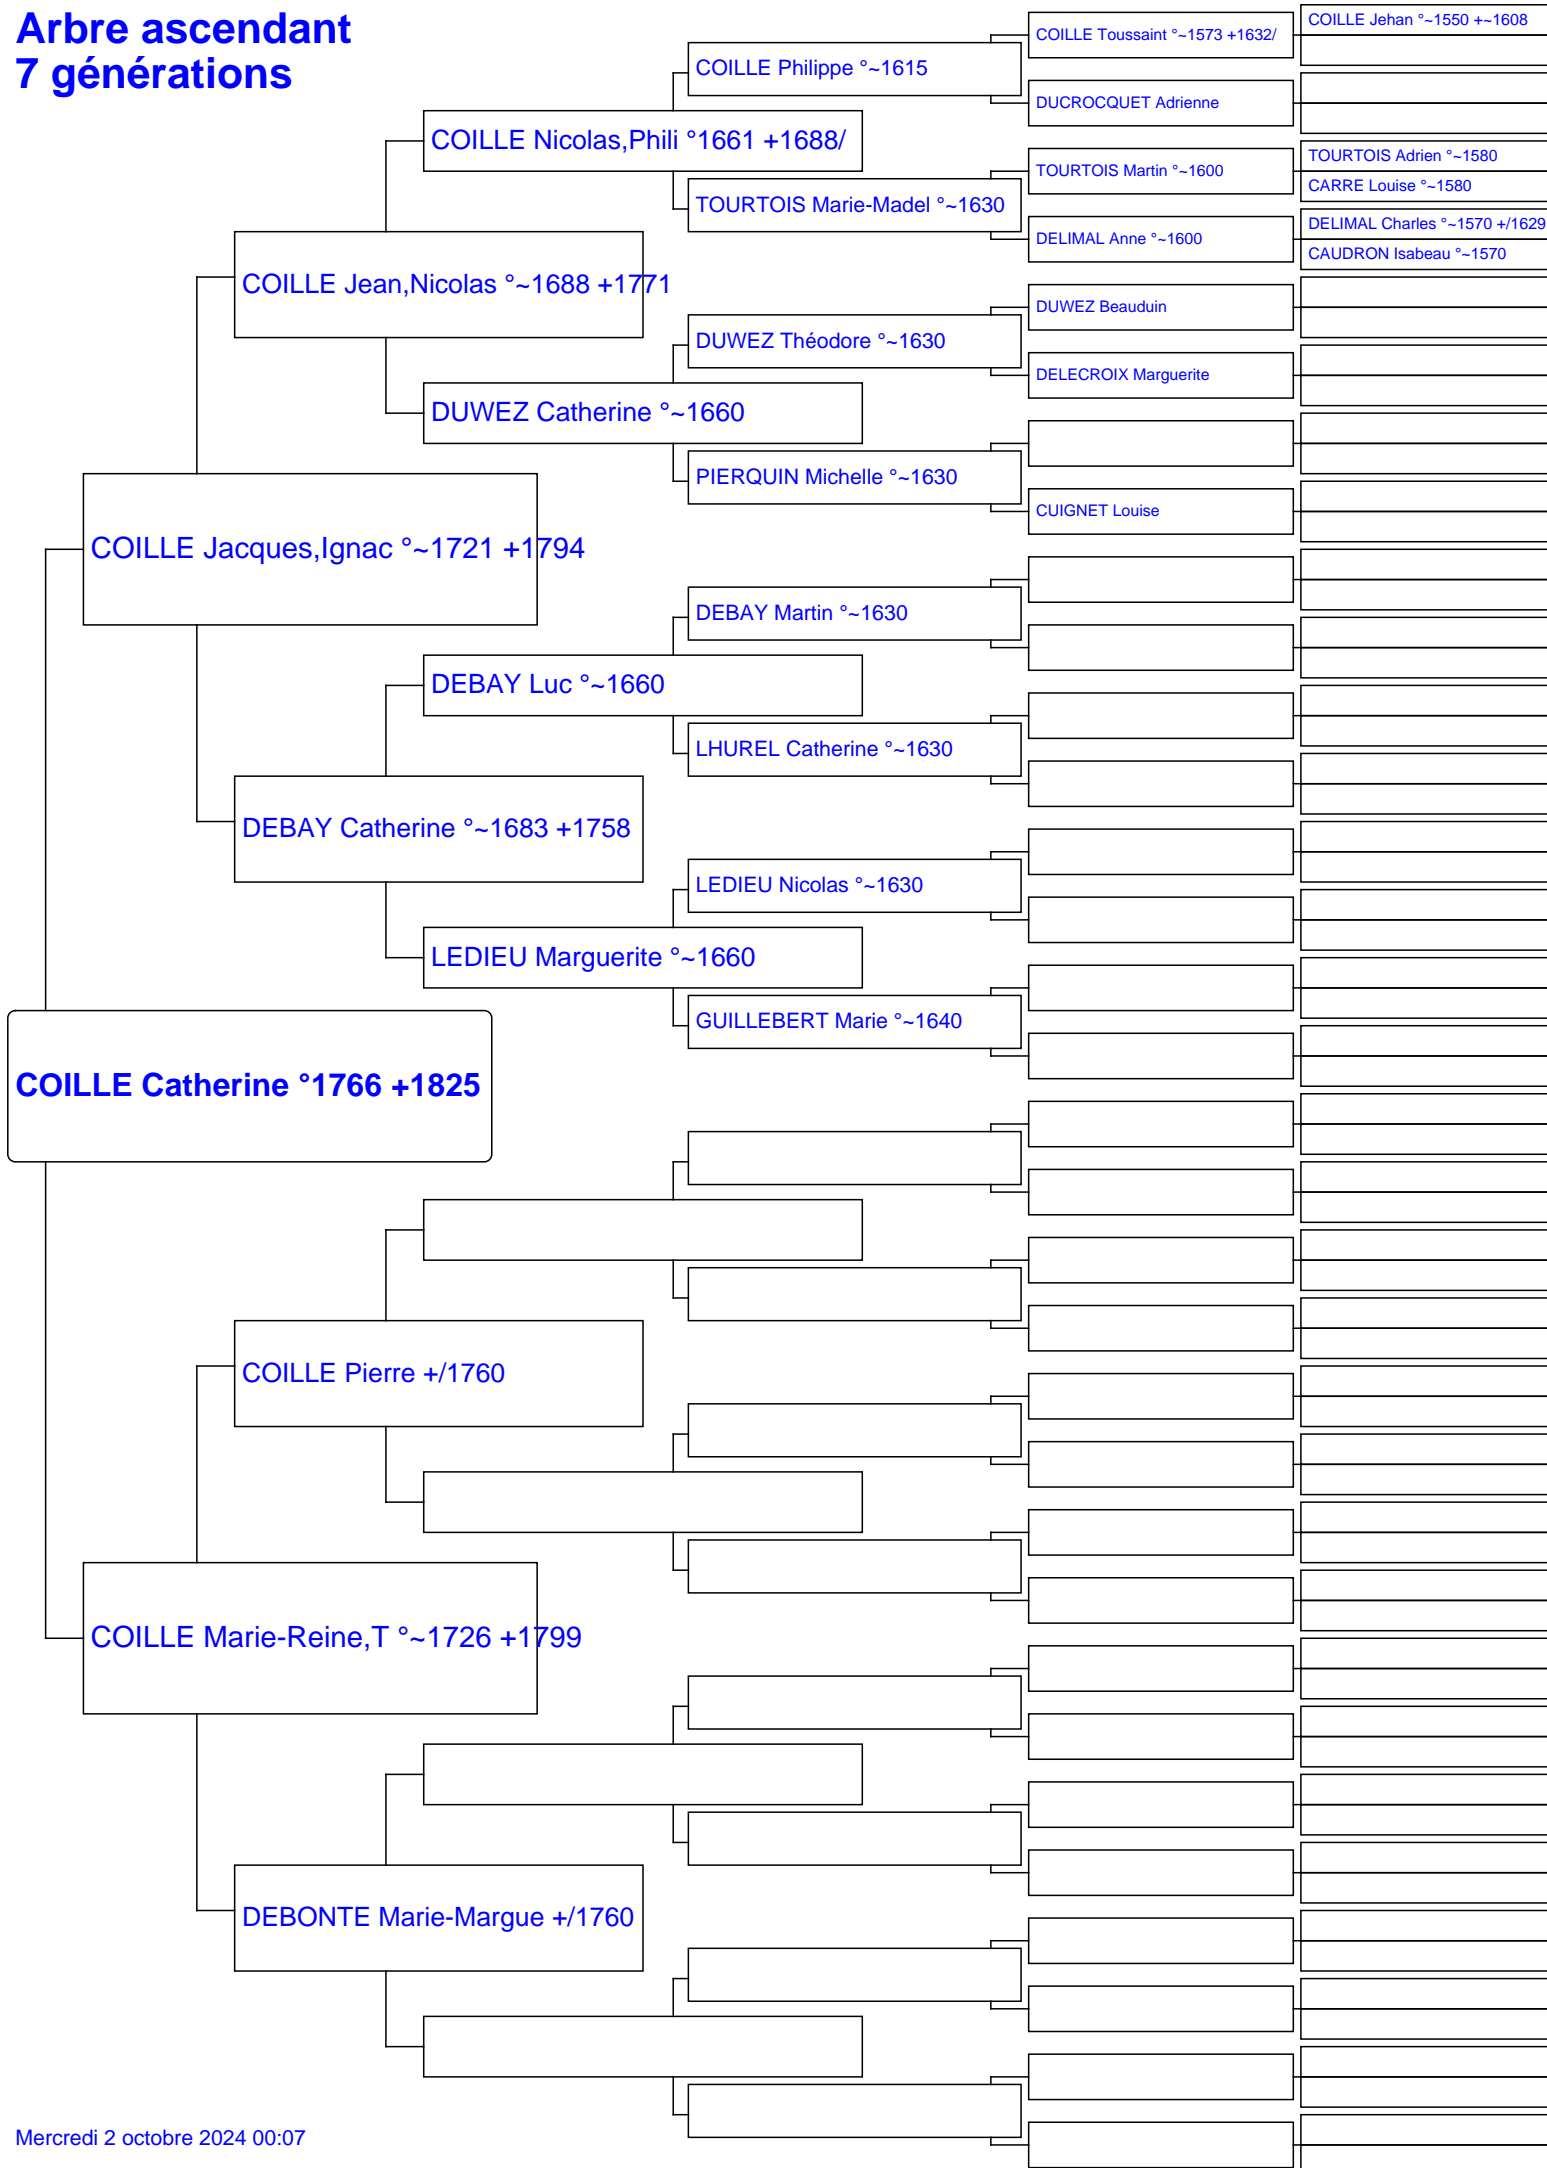 Arbre ascendant
7 générations
COILLE Toussaint °~1573 +1632/
COILLE Jehan °~1550 +~1608
COILLE Philippe °~1615
DUCROCQUET Adrienne
COILLE Nicolas,Phili °1661 +1688/
TOURTOIS Martin °~1600
TOURTOIS Adrien °~1580
CARRE Louise °~1580
TOURTOIS Marie-Madel °~1630
DELIMAL Anne °~1600
DELIMAL Charles °~1570 +/1629
CAUDRON Isabeau °~1570
COILLE Jean,Nicolas °~1688 +1771
DUWEZ Beauduin
DUWEZ Théodore °~1630
DELECROIX Marguerite
DUWEZ Catherine °~1660
PIERQUIN Michelle °~1630
CUIGNET Louise
COILLE Jacques,Ignac °~1721 +1794
DEBAY Martin °~1630
DEBAY Luc °~1660
LHUREL Catherine °~1630
DEBAY Catherine °~1683 +1758
LEDIEU Nicolas °~1630
LEDIEU Marguerite °~1660
GUILLEBERT Marie °~1640
COILLE Catherine °1766 +1825
COILLE Pierre +/1760
COILLE Marie-Reine,T °~1726 +1799
DEBONTE Marie-Margue +/1760
Mercredi 2 octobre 2024 00:07